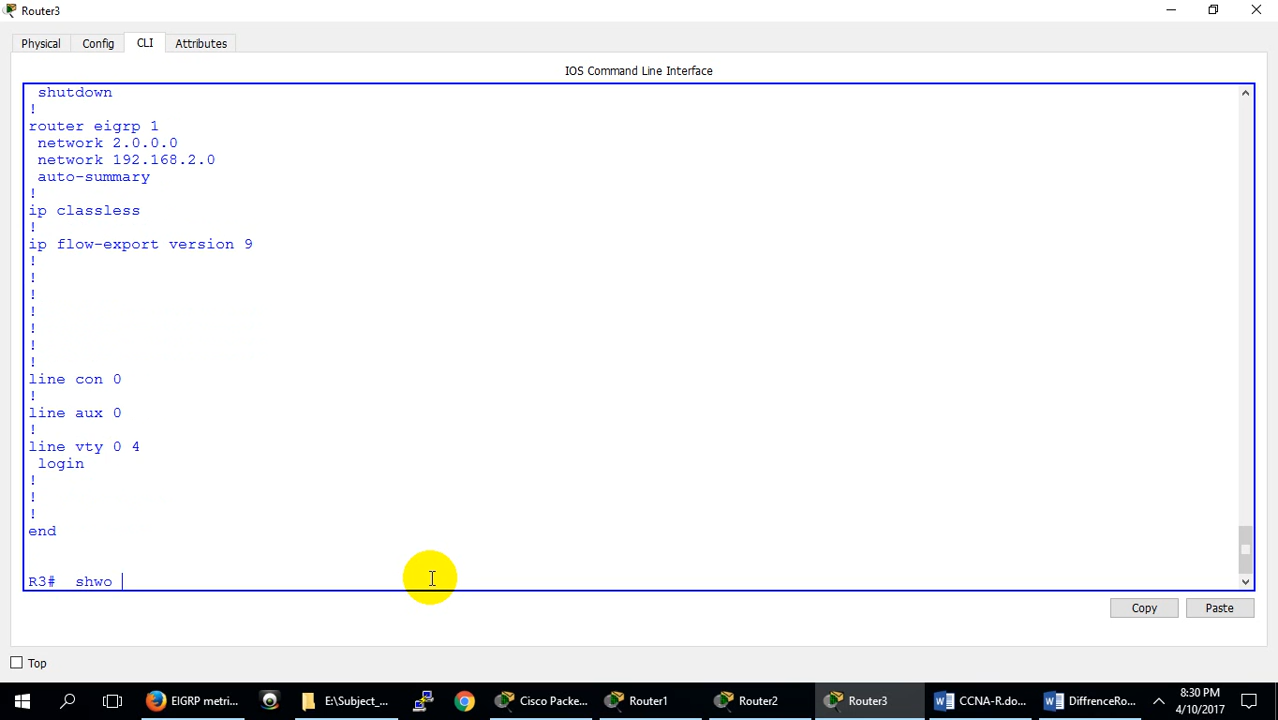 Router3
Physical Config CLI Attributes
IOS Command Line Interface
shutdown
!
router eigrp 1
network 2.0.0.0
network 192.168.2.0
auto-summary
!
ip classless
!
ip flow-export version 9
!
!
!
!
!
!
!
line con 0
!
line aux 0
!
line vty 0 4
login
!
!
!
end
R3# shwo
Copy Paste
Top
EIGRP metri... E:\Subject_... Cisco Packe... Router1 Router2 Router3 CCNA-R.do... DiffrenceRo... 8:30 PM
4/10/2017